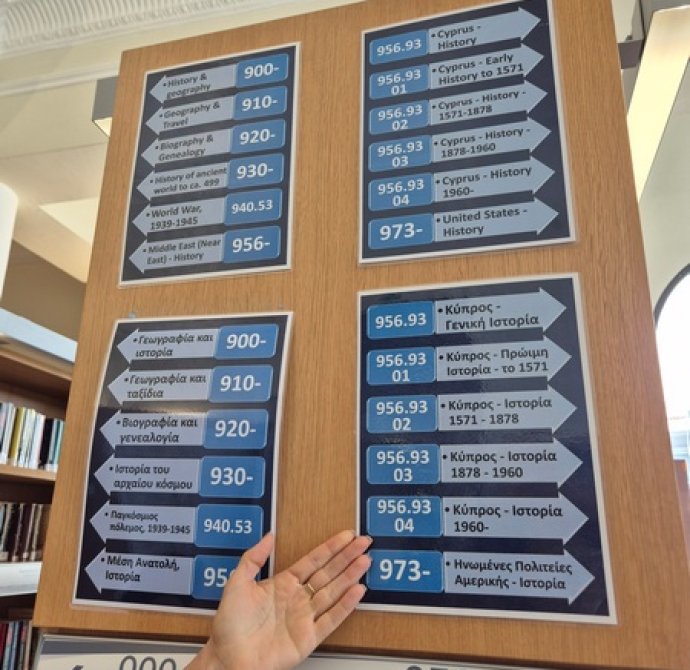 • History &
geography
900-
• Geography &
Travel
910-
• Biography &
Genealogy
920-
• History of ancient
world to ca. 499
930-
• World War,
1939-1945
940.53
• Middle East (Near
East) - History
956-
956.93
• Cyprus -
History
956.93
01
• Cyprus - Early
History to 1571
956.93
02
• Cyprus - History -
1571-1878
956.93
03
• Cyprus - History -
1878-1960
956.93
04
• Cyprus - History
1960-
973-
• United States -
History
• Γεωγραφία και
ιστορία
900-
• Γεωγραφία και
ταξίδια
910-
• Βιογραφία και
γενεαλογία
920-
• Ιστορία του
αρχαίου κόσμου
930-
• Παγκόσμιος
πόλεμος, 1939-1945
940.53
• Μέση Ανατολή,
Ιστορία
956.93
• Κύπρος -
Γενική Ιστορία
956.93
01
• Κύπρος - Πρώιμη
Ιστορία - το 1571
956.93
02
• Κύπρος - Ιστορία
1571 - 1878
956.93
03
• Κύπρος - Ιστορία
1878 - 1960
956.93
04
• Κύπρος - Ιστορία
1960-
973-
• Ηνωμένες Πολιτείες
Αμερικής - Ιστορία